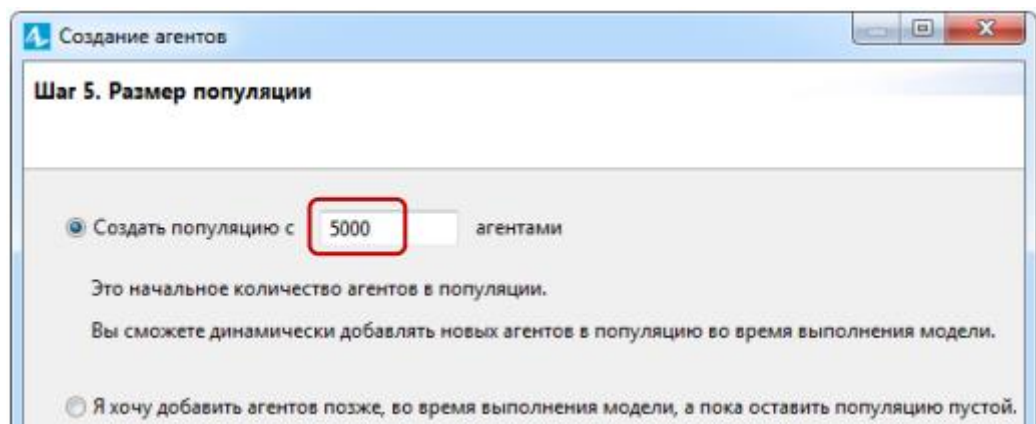 Создание агентов
Шаг 5. Размер популяции
Создать популяцию с 5000 агентами
Это начальное количество агентов в популяции.
Вы сможете динамически добавлять новых агентов в популяцию во время выполнения модели.
Я хочу добавить агентов позже, во время выполнения модели, а пока оставить популяцию пустой.